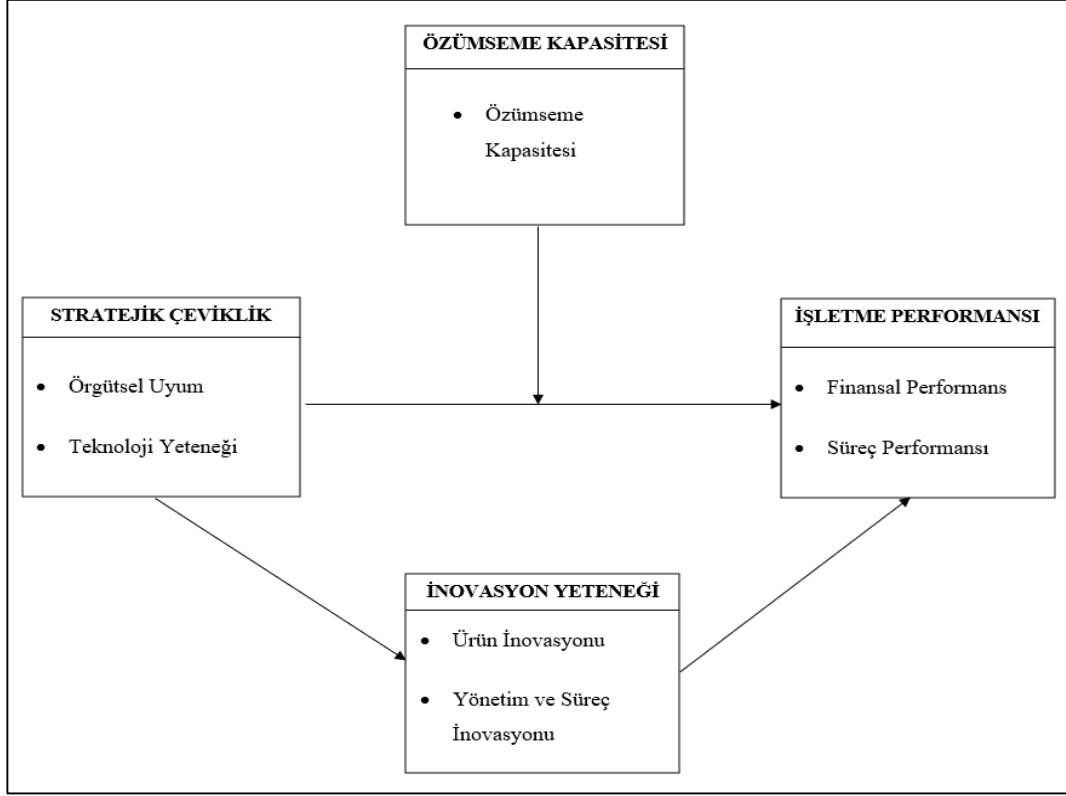 ÖZÜMSEME KAPASİTESİ
• Özümseme
Kapasitesi
STRATEJİK ÇEVİKLİK
• Örgütsel Uyum
• Teknoloji Yeteneği
İŞLETME PERFORMANSI
• Finansal Performans
• Süreç Performansı
İNOVASYON YETENEĞİ
• Ürün İnovasyonu
• Yönetim ve Süreç
İnovasyonu